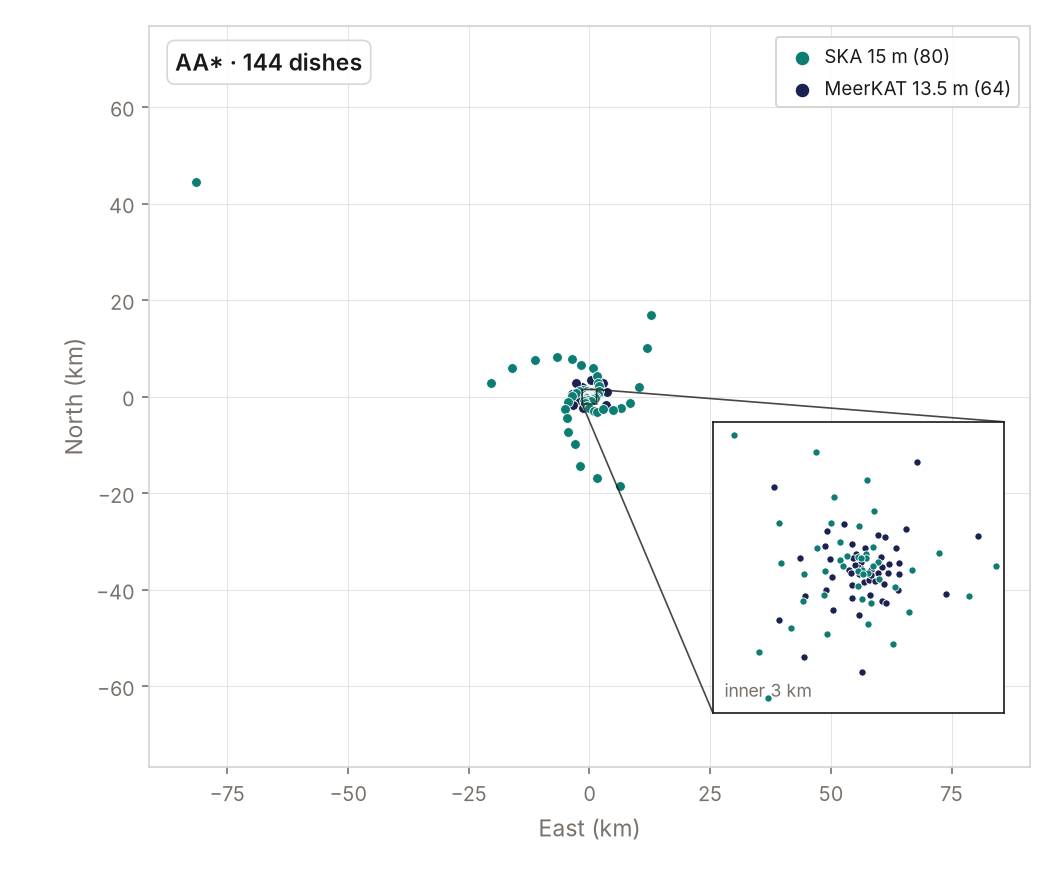 AA* · 144 dishes
SKA 15 m (80)
MeerKAT 13.5 m (64)
60
40
20
0
−20
−40
−60
North (km)
inner 3 km
−75
−50
−25
0
25
50
75
East (km)